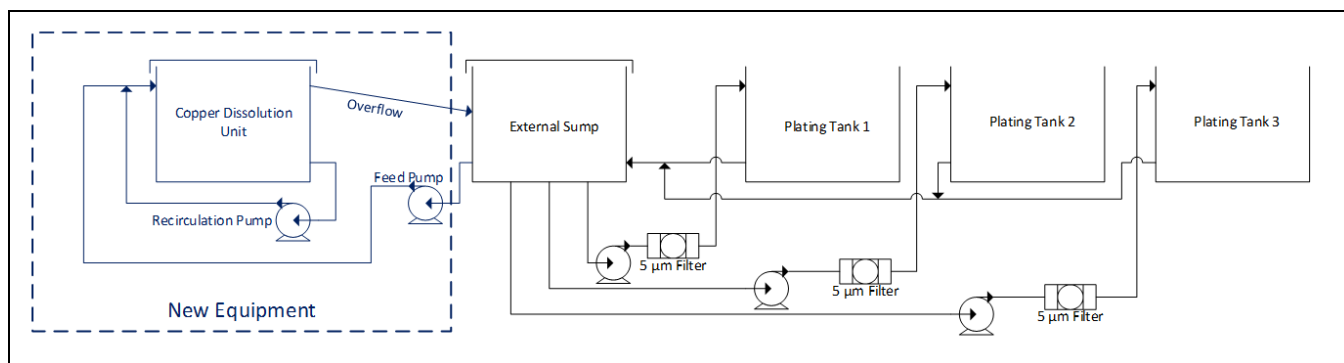 Copper Dissolution
Unit
Overflow
External Sump
Plating Tank 1
Plating Tank 2
Plating Tank 3
Feed Pump
Recirculation Pump
5 µm Filter
5 µm Filter
5 µm Filter
New Equipment